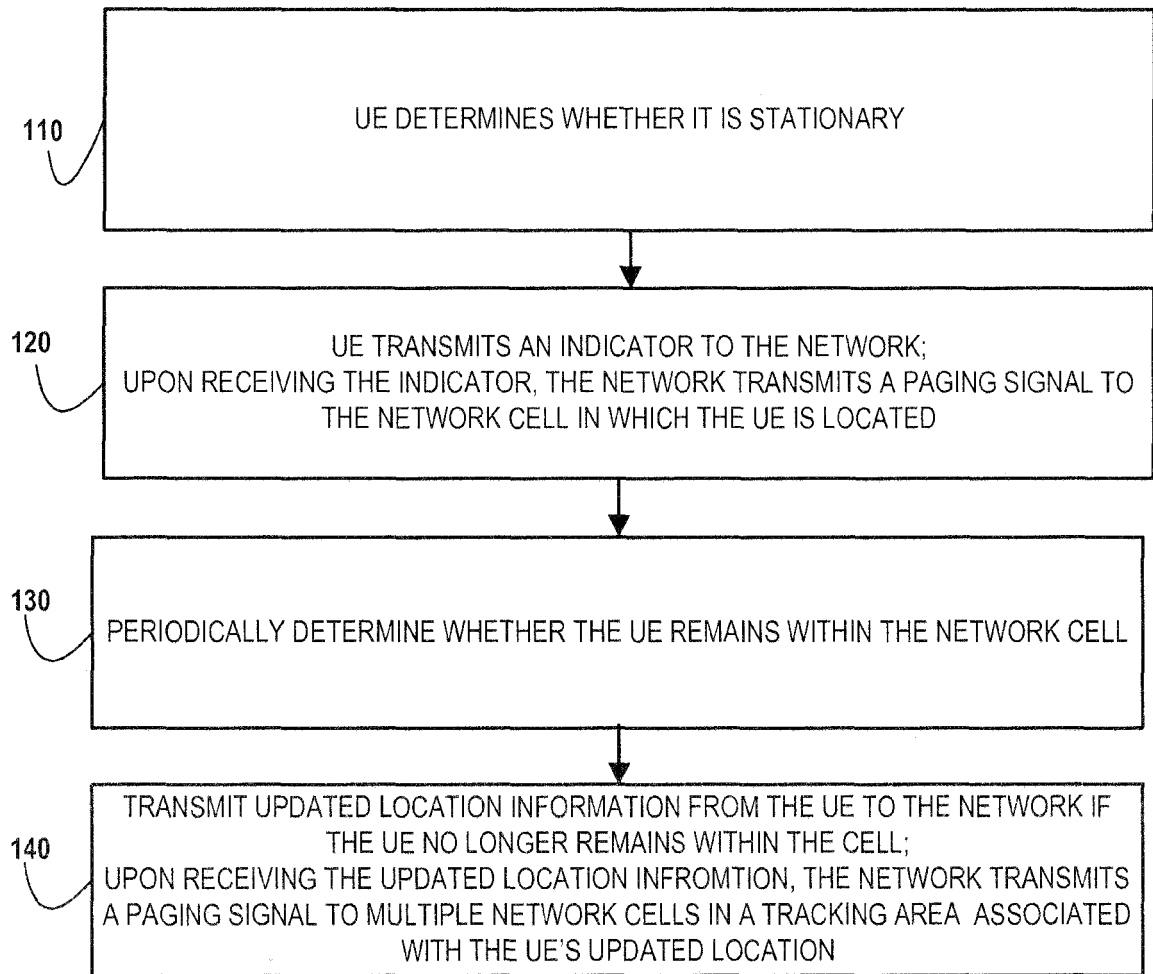 110
UE DETERMINES WHETHER IT IS STATIONARY
120
UE TRANSMITS AN INDICATOR TO THE NETWORK;
UPON RECEIVING THE INDICATOR, THE NETWORK TRANSMITS A PAGING SIGNAL TO
THE NETWORK CELL IN WHICH THE UE IS LOCATED
130
PERIODICALLY DETERMINE WHETHER THE UE REMAINS WITHIN THE NETWORK CELL
140
TRANSMIT UPDATED LOCATION INFORMATION FROM THE UE TO THE NETWORK IF
THE UE NO LONGER REMAINS WITHIN THE CELL;
UPON RECEIVING THE UPDATED LOCATION INFROMTION, THE NETWORK TRANSMITS
A PAGING SIGNAL TO MULTIPLE NETWORK CELLS IN A TRACKING AREA ASSOCIATED
WITH THE UE'S UPDATED LOCATION